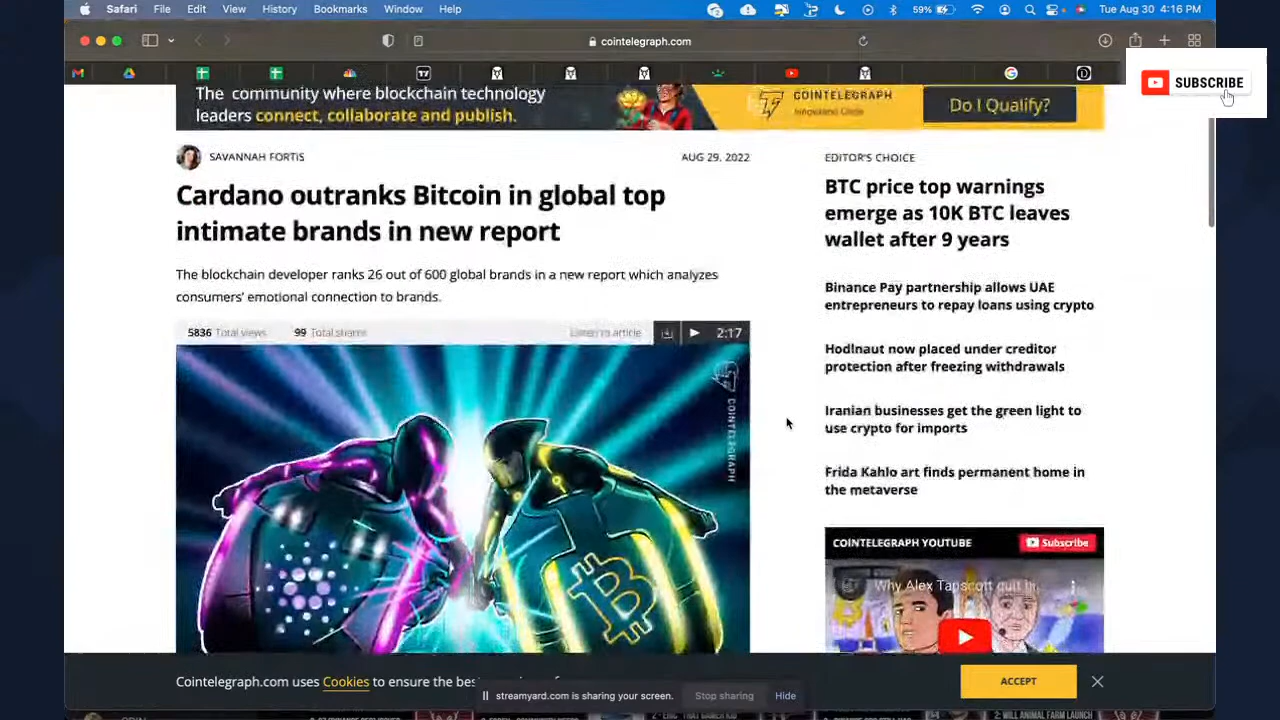 Safari File Edit View History Bookmarks Window Help 59% Tue Aug 30 4:16 PM
cointelegraph.com
SUBSCRIBE
The community where blockchain technology
leaders connect, collaborate and publish.
COINTELEGRAPH
Innovation Circle
Do I Qualify?
SAVANNAH FORTIS AUG 29, 2022
Cardano outranks Bitcoin in global top
intimate brands in new report
The blockchain developer ranks 26 out of 600 global brands in a new report which analyzes
consumers' emotional connection to brands.
5836 Total views 99 Total shares Listen to article 2:17
COINTELEGRAPH
EDITOR'S CHOICE
BTC price top warnings
emerge as 10K BTC leaves
wallet after 9 years
Binance Pay partnership allows UAE
entrepreneurs to repay loans using crypto
Hodlnaut now placed under creditor
protection after freezing withdrawals
Iranian businesses get the green light to
use crypto for imports
Frida Kahlo art finds permanent home in
the metaverse
COINTELEGRAPH YOUTUBE Subscribe
Why Alex Tapscott quit
Cointelegraph.com uses Cookies to ensure the
ACCEPT
streamyard.com is sharing your screen. Stop sharing Hide